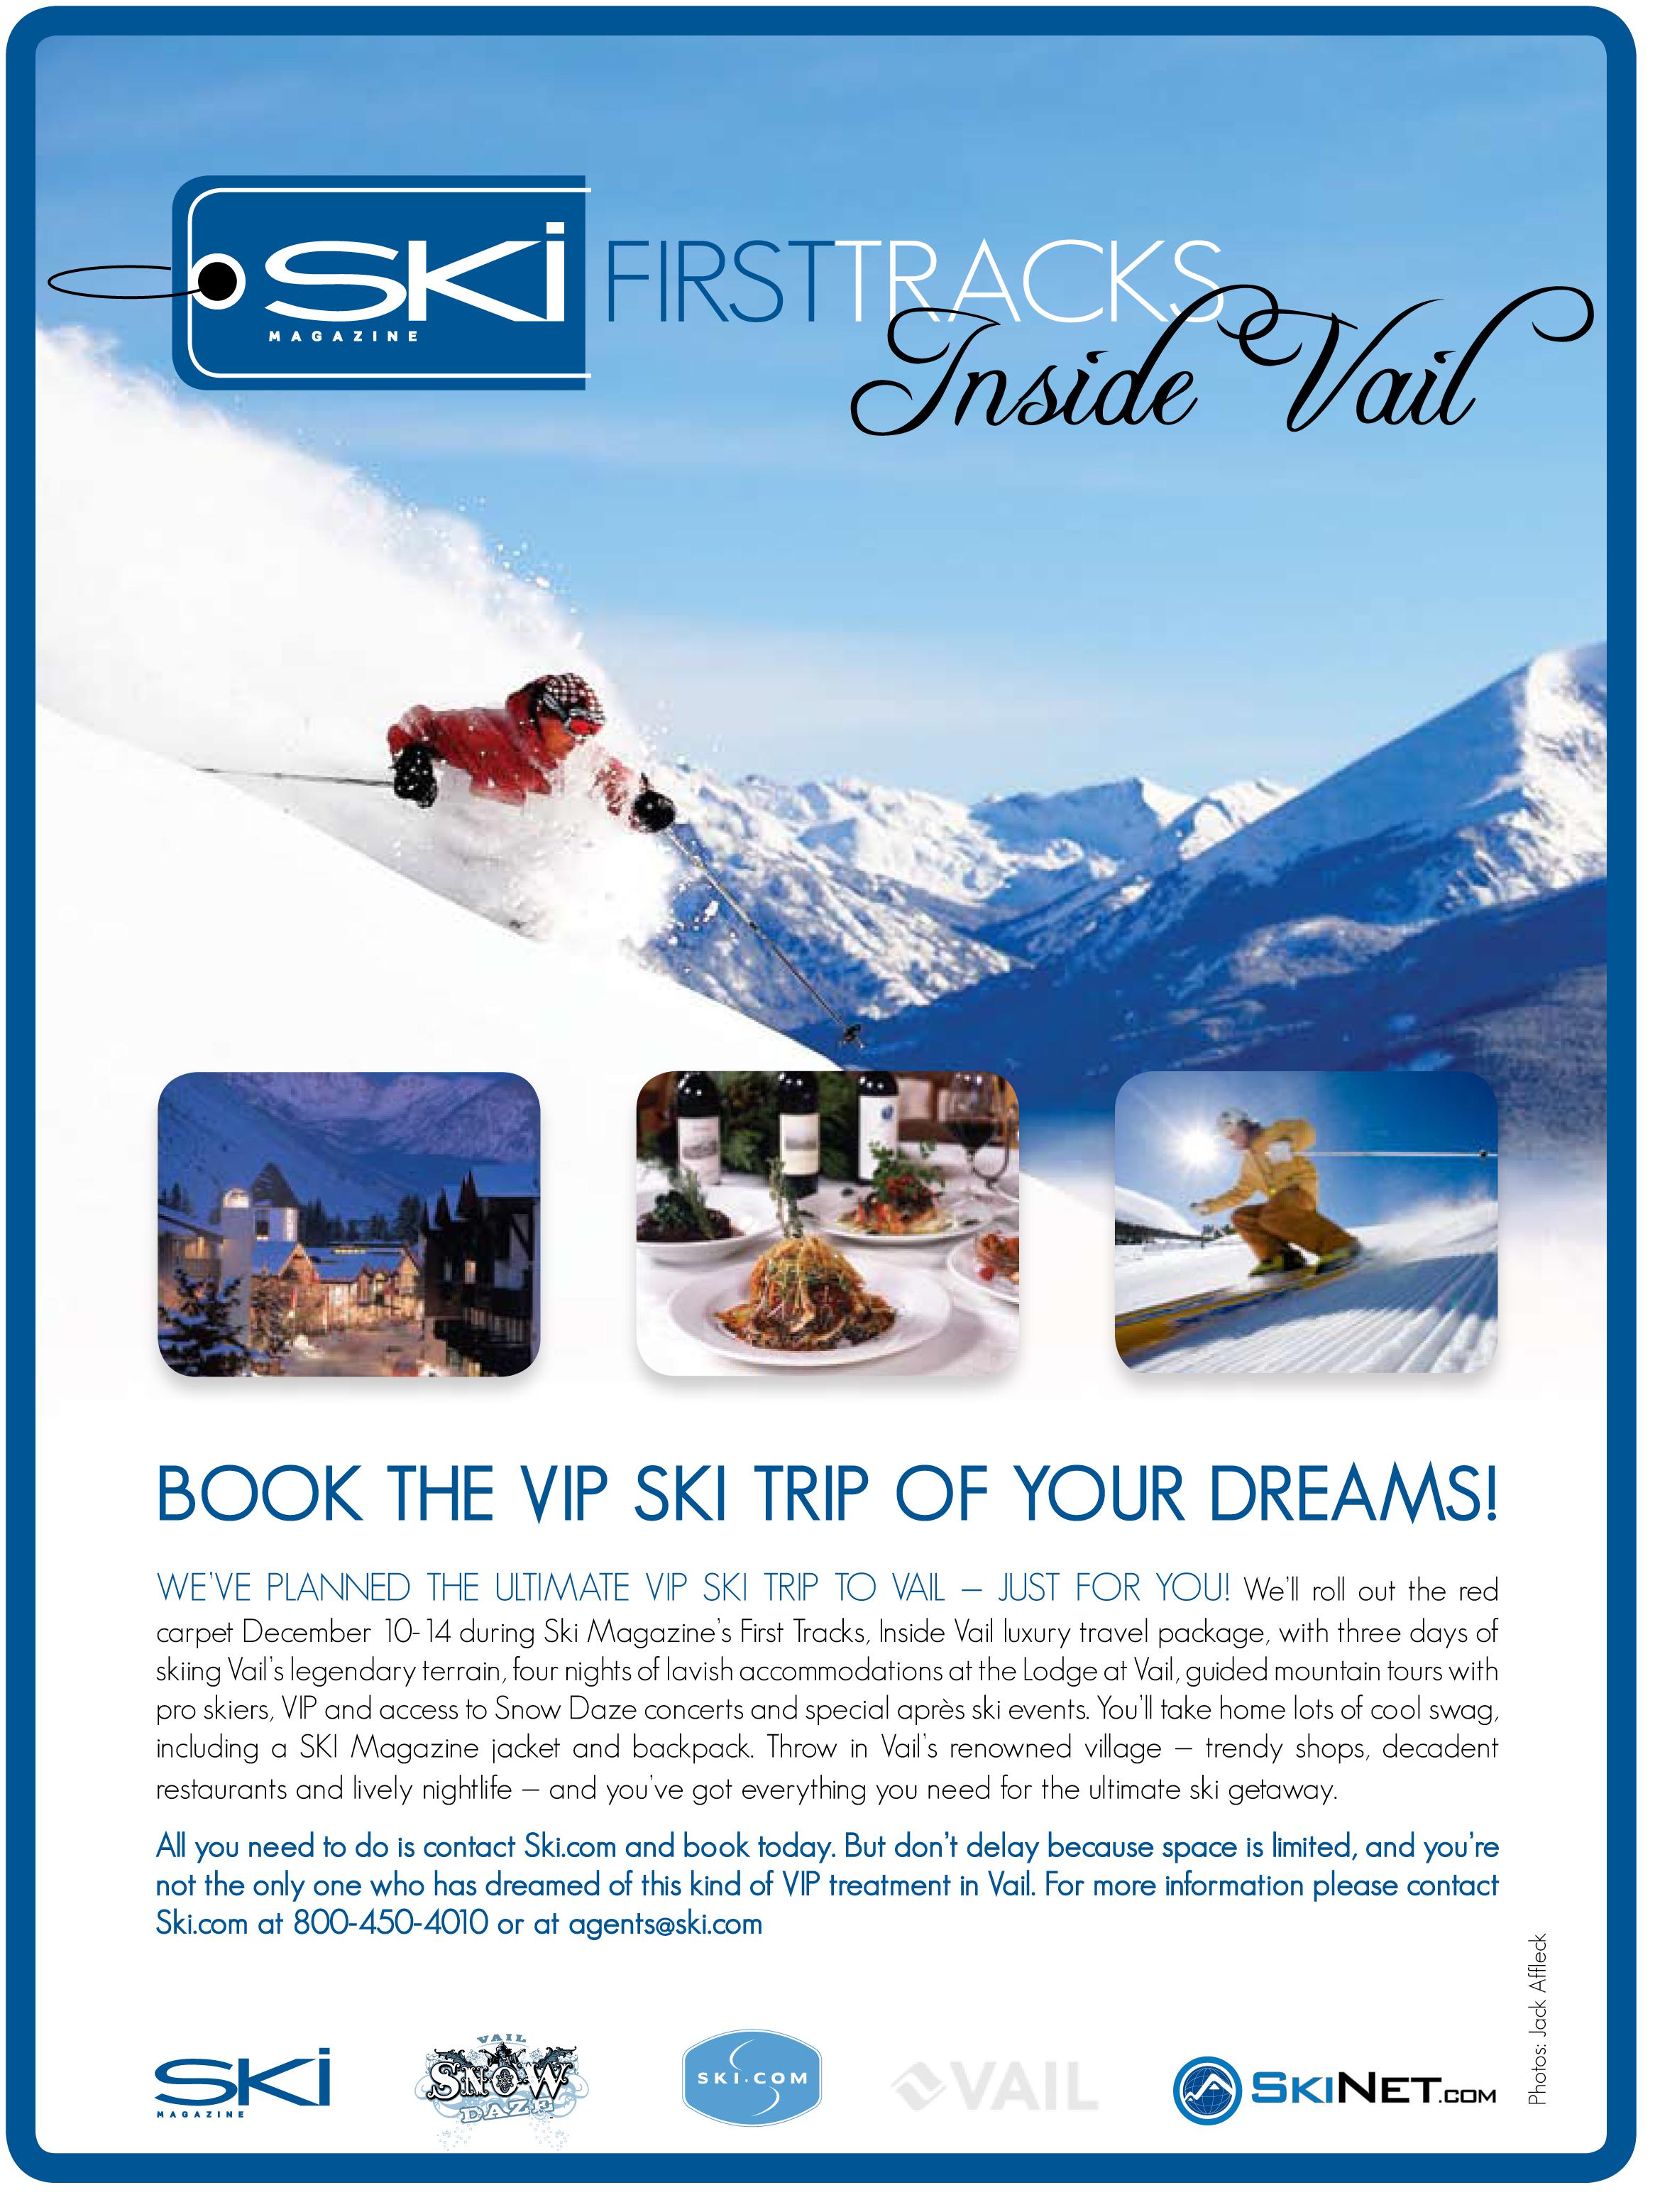 SKi
MAGAZINE
FIRSTTRACKS
Inside Vail
BOOK THE VIP SKI TRIP OF YOUR DREAMS!
WE'VE PLANNED THE ULTIMATE VIP SKI TRIP TO VAIL – JUST FOR YOU! We'll roll out the red
carpet December 10-14 during Ski Magazine's First Tracks, Inside Vail luxury travel package, with three days of
skiing Vail's legendary terrain, four nights of lavish accommodations at the Lodge at Vail, guided mountain tours with
pro skiers, VIP and access to Snow Daze concerts and special après ski events. You'll take home lots of cool swag,
including a SKI Magazine jacket and backpack. Throw in Vail's renowned village – trendy shops, decadent
restaurants and lively nightlife – and you've got everything you need for the ultimate ski getaway.
All you need to do is contact Ski.com and book today. But don't delay because space is limited, and you're
not the only one who has dreamed of this kind of VIP treatment in Vail. For more information please contact
Ski.com at 800-450-4010 or at agents@ski.com
Photos: Jack Affleck
SKi
MAGAZINE
VAIL
SNOW
DAZE
SKI.COM
VAIL
SKINET.COM